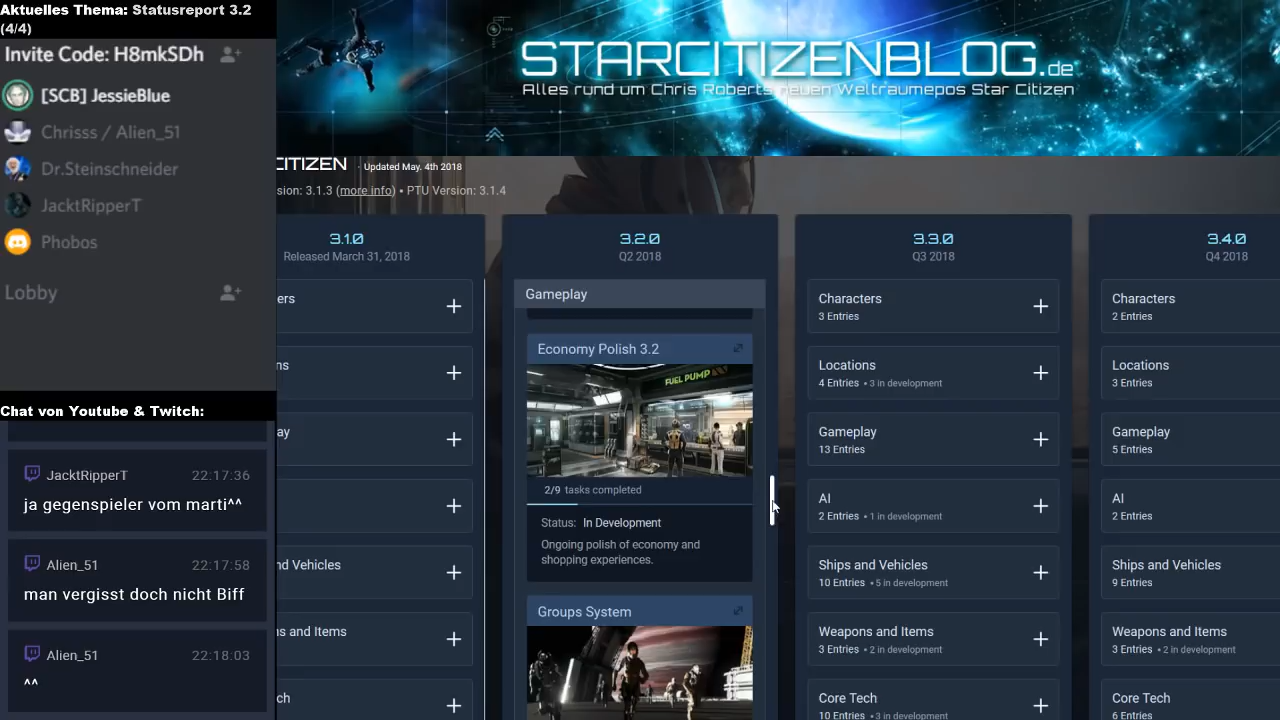 Aktuelles Thema: Statusreport 3.2
(4/4)
Invite Code: H8mkSDh
[SCB] JessieBlue
Chrisss / Alien_51
Dr.Steinschneider
JacktRipperT
Phobos
Lobby
Chat von Youtube & Twitch:
JacktRipperT 22:17:36
ja gegenspieler vom marti^^
Alien_51 22:17:58
man vergisst doch nicht Biff
Alien_51 22:18:03
^^
STARCITIZENBLOG.de
Alles rund um Chris Roberts neuen Weltraumepos Star Citizen
CITIZEN · Updated May. 4th 2018
sion: 3.1.3 (more info) • PTU Version: 3.1.4
3.1.0
Released March 31, 2018
ers
ns
ay
nd Vehicles
ns and Items
ch
3.2.0
Q2 2018
Gameplay
Economy Polish 3.2
FUEL PUMP
2/9 tasks completed
Status: In Development
Ongoing polish of economy and
shopping experiences.
Groups System
3.3.0
Q3 2018
Characters
3 Entries
Locations
4 Entries • 3 in development
Gameplay
13 Entries
AI
2 Entries • 1 in development
Ships and Vehicles
10 Entries • 5 in development
Weapons and Items
3 Entries • 2 in development
Core Tech
10 Entries • 3 in development
3.4.0
Q4 2018
Characters
2 Entries
Locations
3 Entries
Gameplay
5 Entries
AI
2 Entries
Ships and Vehicles
9 Entries
Weapons and Items
3 Entries • 2 in development
Core Tech
6 Entries